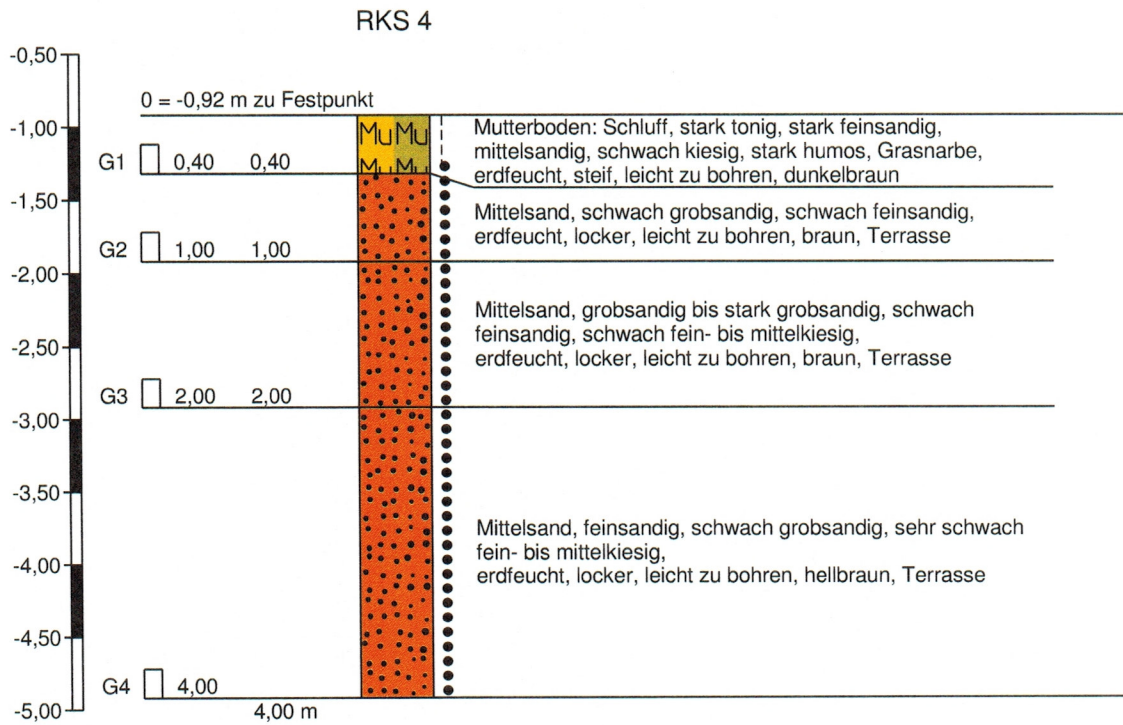 RKS 4
-0,50
0 = -0,92 m zu Festpunkt
-1,00
Mu Mu
Mu Mu
Mutterboden: Schluff, stark tonig, stark feinsandig,
mittelsandig, schwach kiesig, stark humos, Grasnarbe,
erdfeucht, steif, leicht zu bohren, dunkelbraun
G1 0,40 0,40
-1,50
Mittelsand, schwach grobsandig, schwach feinsandig,
erdfeucht, locker, leicht zu bohren, braun, Terrasse
G2 1,00 1,00
-2,00
Mittelsand, grobsandig bis stark grobsandig, schwach
feinsandig, schwach fein- bis mittelkiesig,
erdfeucht, locker, leicht zu bohren, braun, Terrasse
-2,50
G3 2,00 2,00
-3,00
-3,50
Mittelsand, feinsandig, schwach grobsandig, sehr schwach
fein- bis mittelkiesig,
erdfeucht, locker, leicht zu bohren, hellbraun, Terrasse
-4,00
-4,50
G4 4,00
-5,00
4,00 m